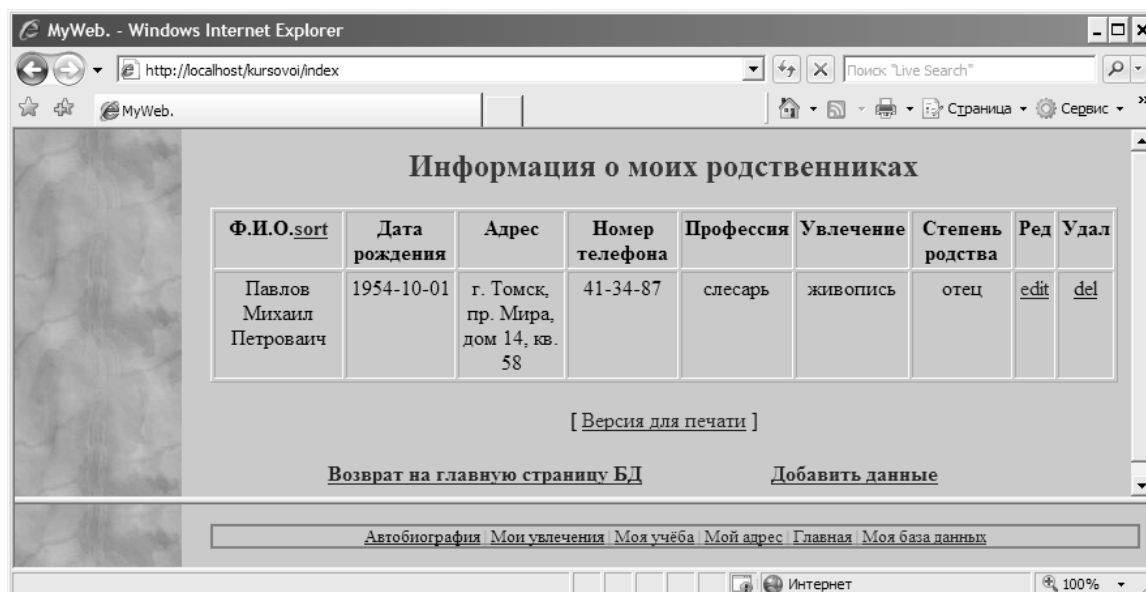 MyWeb. - Windows Internet Explorer
http://localhost/kursovoi/index
Поиск "Live Search"
MyWeb.
Страница
Сервис
»
Информация о моих родственниках
Ф.И.О.sort Дата рождения Адрес Номер телефона Профессия Увлечение Степень родства Ред Удал
Павлов Михаил Петроваич 1954-10-01 г. Томск, пр. Мира, дом 14, кв. 58 41-34-87 слесарь живопись отец edit del
[ Версия для печати ]
Возврат на главную страницу БД Добавить данные
Автобиография | Мои увлечения | Моя учёба | Мой адрес | Главная | Моя база данных
Интернет 100%